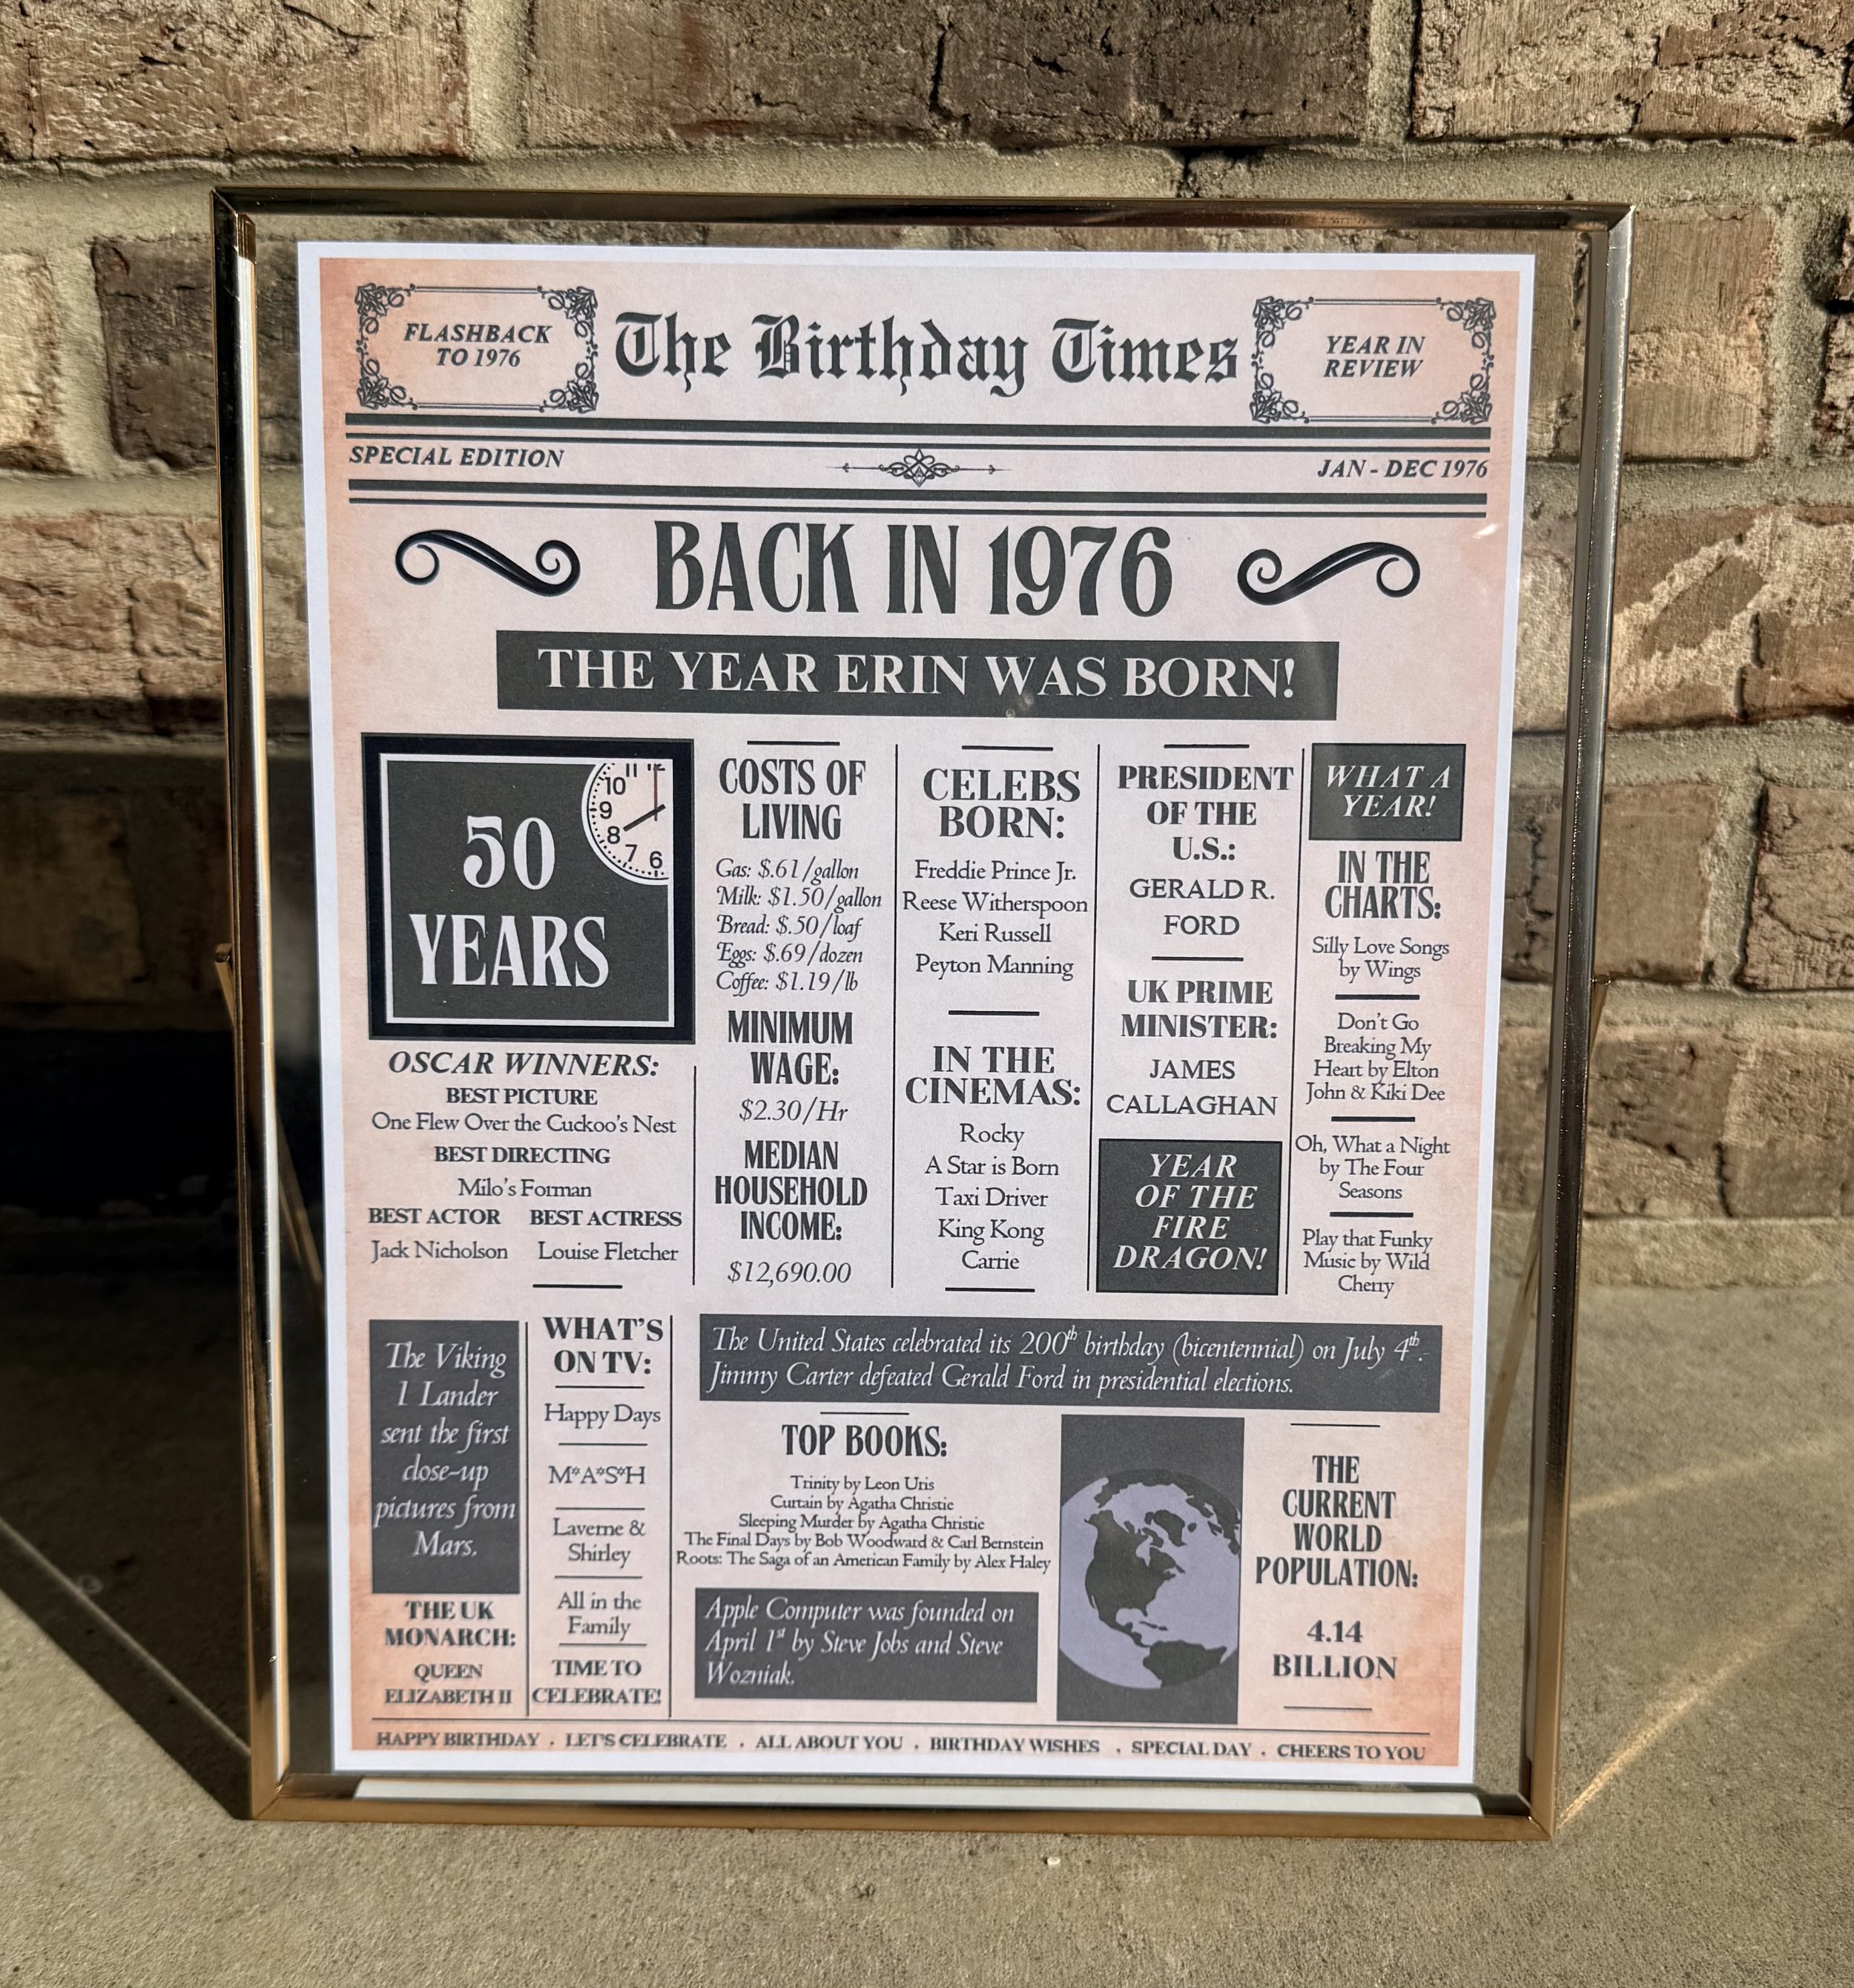 FLASHBACK
TO 1976
The Birthday Times
YEAR IN
REVIEW
SPECIAL EDITION
JAN - DEC 1976
BACK IN 1976
THE YEAR ERIN WAS BORN!
50
YEARS
11
10
9
8
7
6
OSCAR WINNERS:
BEST PICTURE
One Flew Over the Cuckoo's Nest
BEST DIRECTING
Milo's Forman
BEST ACTOR
Jack Nicholson
BEST ACTRESS
Louise Fletcher
COSTS OF
LIVING
Gas: $.61/gallon
Milk: $1.50/gallon
Bread: $.50/loaf
Eggs: $.69/dozen
Coffee: $1.19/lb
MINIMUM
WAGE:
$2.30/Hr
MEDIAN
HOUSEHOLD
INCOME:
$12,690.00
CELEBS
BORN:
Freddie Prince Jr.
Reese Witherspoon
Keri Russell
Peyton Manning
IN THE
CINEMAS:
Rocky
A Star is Born
Taxi Driver
King Kong
Carrie
PRESIDENT
OF THE
U.S.:
GERALD R.
FORD
UK PRIME
MINISTER:
JAMES
CALLAGHAN
YEAR
OF THE
FIRE
DRAGON!
WHAT A
YEAR!
IN THE
CHARTS:
Silly Love Songs
by Wings
Don't Go
Breaking My
Heart by Elton
John & Kiki Dee
Oh, What a Night
by The Four
Seasons
Play that Funky
Music by Wild
Cherry
The Viking
1 Lander
sent the first
close-up
pictures from
Mars.
THE UK
MONARCH:
QUEEN
ELIZABETH II
WHAT'S
ON TV:
Happy Days
M*A*S*H
Laverne &
Shirley
All in the
Family
TIME TO
CELEBRATE!
The United States celebrated its 200th birthday (bicentennial) on July 4th.
Jimmy Carter defeated Gerald Ford in presidential elections.
TOP BOOKS:
Trinity by Leon Uris
Curtain by Agatha Christie
Sleeping Murder by Agatha Christie
The Final Days by Bob Woodward & Carl Bernstein
Roots: The Saga of an American Family by Alex Haley
Apple Computer was founded on
April 1st by Steve Jobs and Steve
Wozniak.
THE
CURRENT
WORLD
POPULATION:
4.14
BILLION
HAPPY BIRTHDAY . LET'S CELEBRATE . ALL ABOUT YOU . BIRTHDAY WISHES . SPECIAL DAY . CHEERS TO YOU